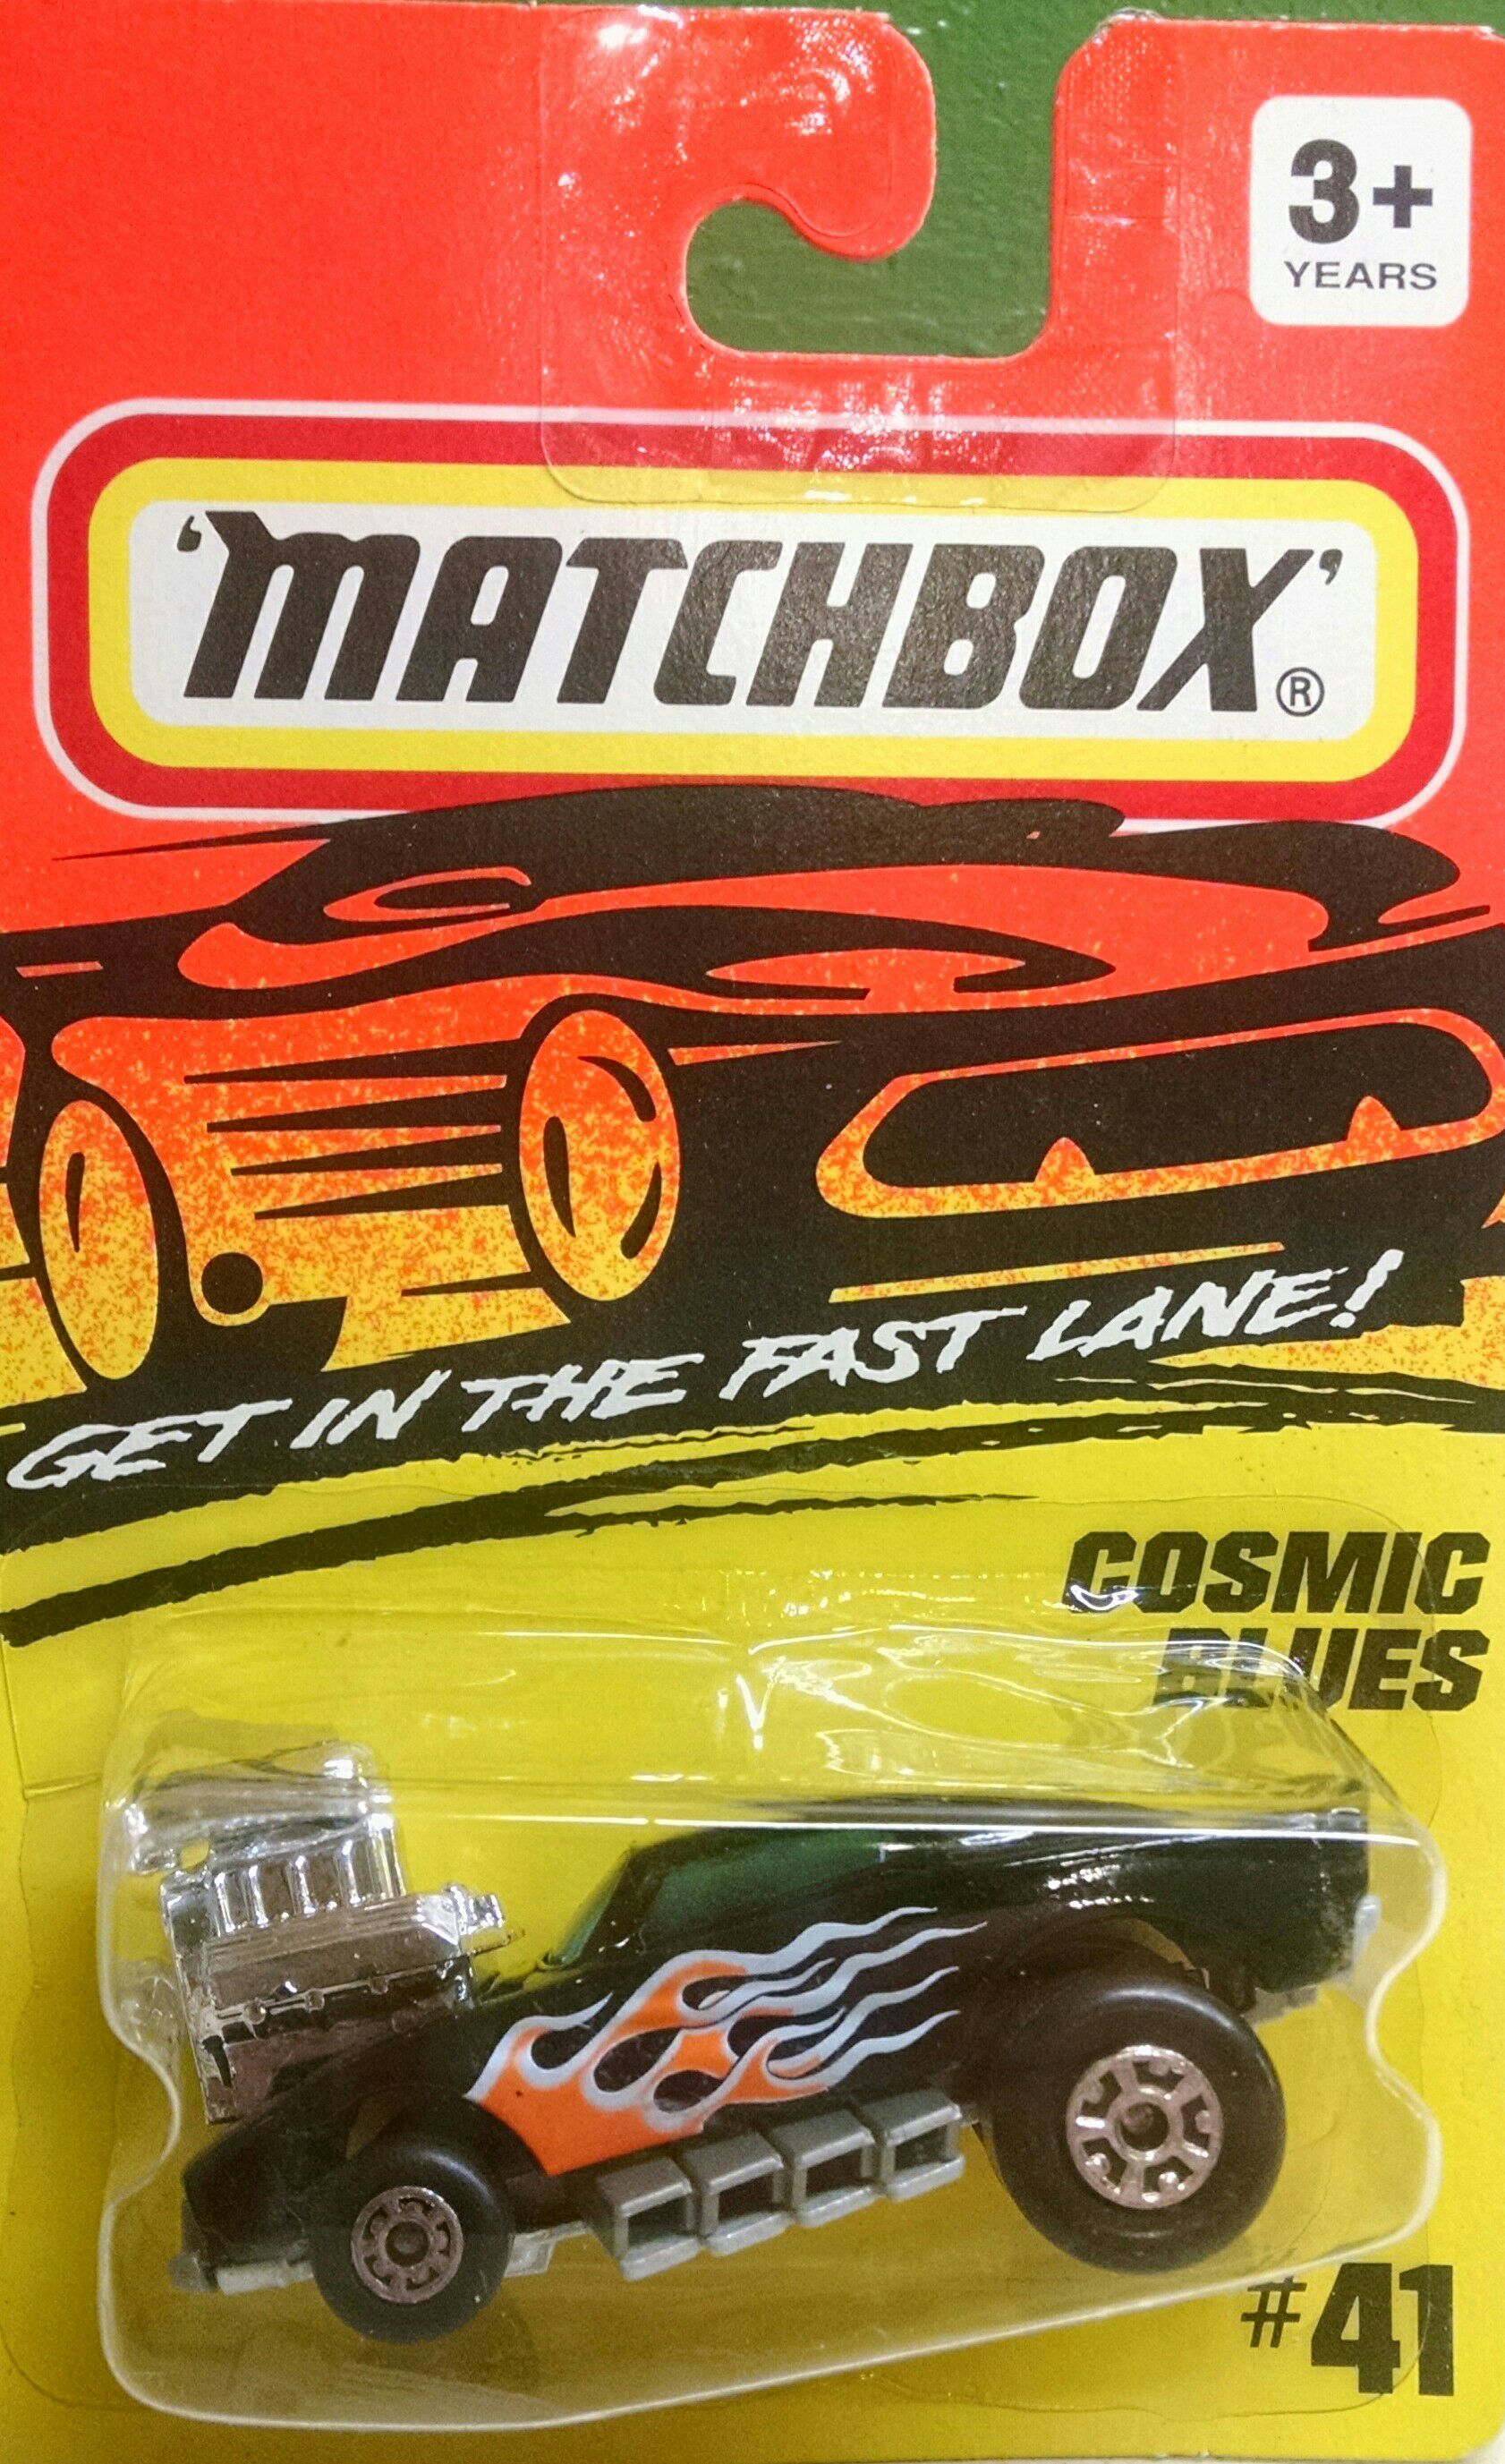 3+
YEARS
'MATCHBOX'®
GET IN THE FAST LANE!
COSMIC
BLUES
#41